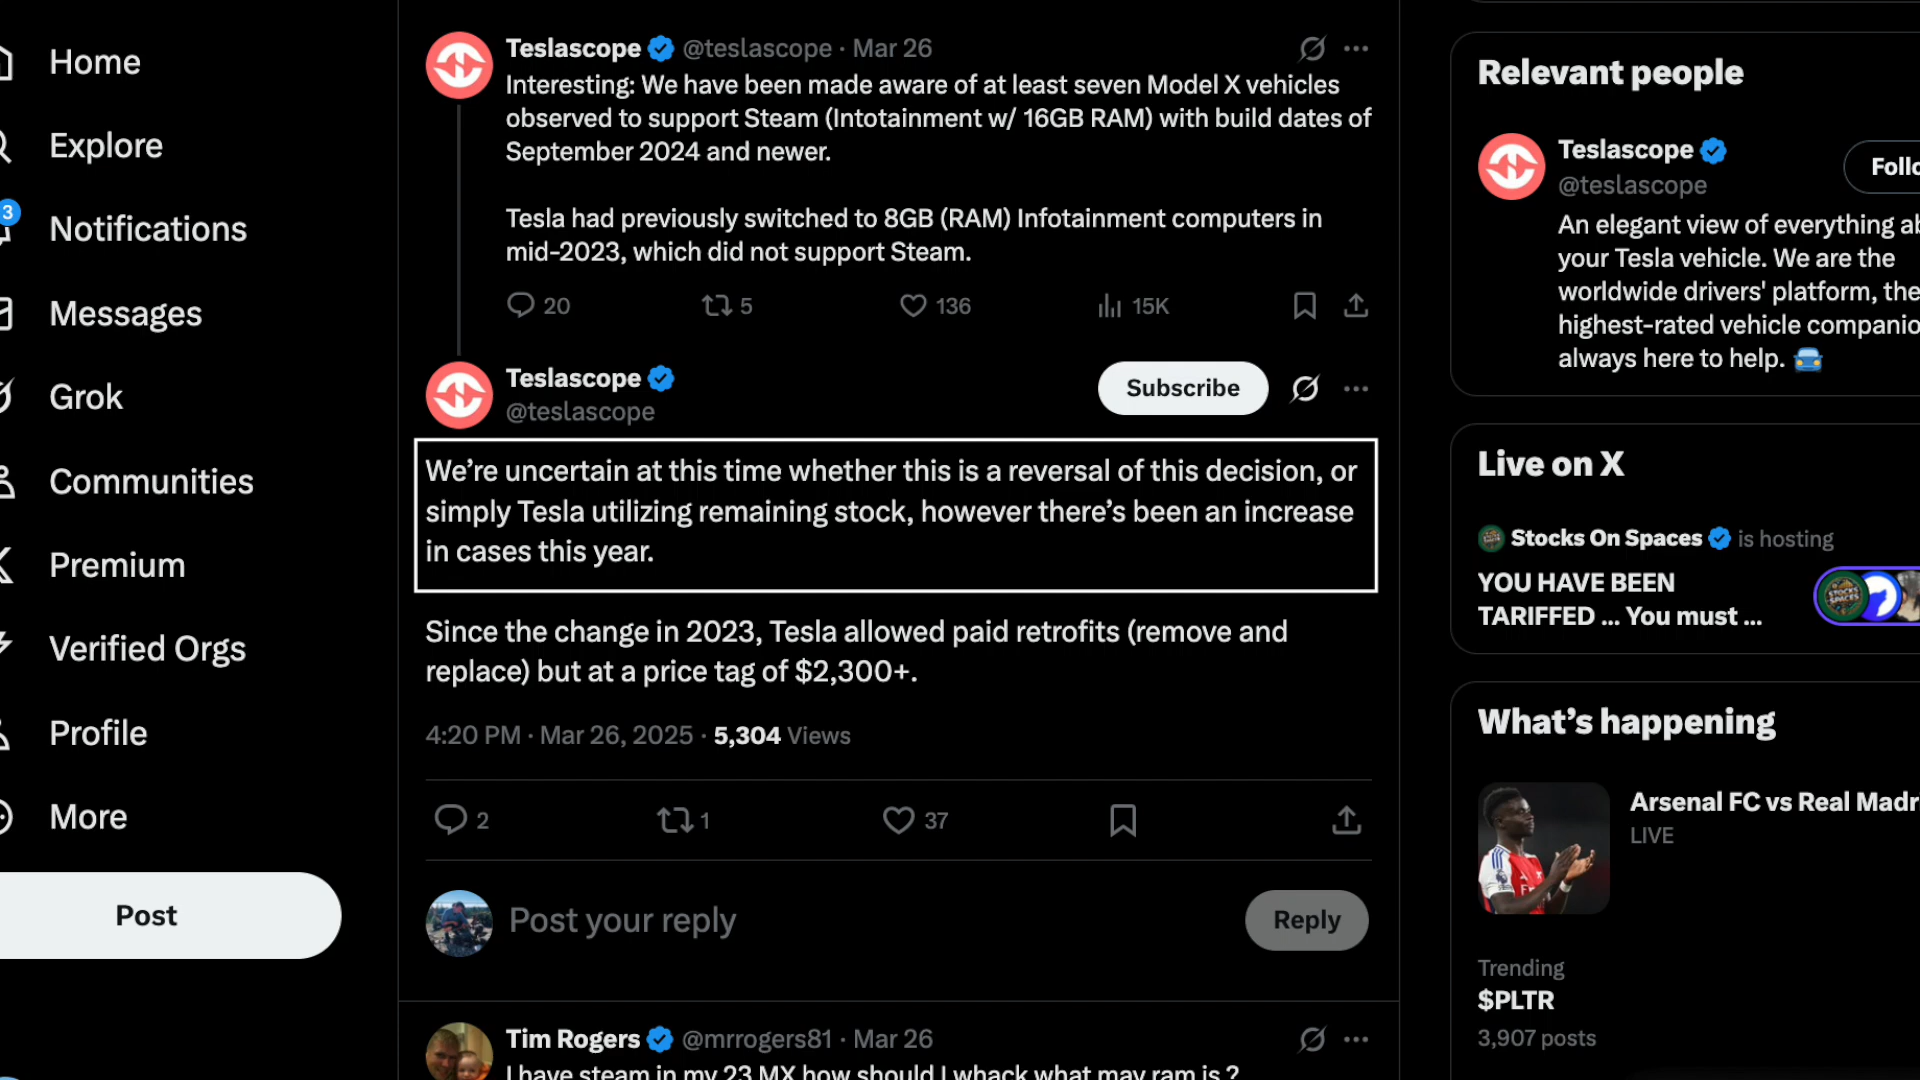 Home
Explore
3
Notifications
Messages
Grok
Communities
Premium
Verified Orgs
Profile
More
Post
Teslascope @teslascope · Mar 26
Interesting: We have been made aware of at least seven Model X vehicles
observed to support Steam (Intotainment w/ 16GB RAM) with build dates of
September 2024 and newer.
Tesla had previously switched to 8GB (RAM) Infotainment computers in
mid-2023, which did not support Steam.
20 5 136 15K
Teslascope
@teslascope
Subscribe
We’re uncertain at this time whether this is a reversal of this decision, or
simply Tesla utilizing remaining stock, however there’s been an increase
in cases this year.
Since the change in 2023, Tesla allowed paid retrofits (remove and
replace) but at a price tag of $2,300+.
4:20 PM · Mar 26, 2025 · 5,304 Views
2 1 37
Post your reply
Reply
Tim Rogers @mrrogers81 · Mar 26
I have steam in my 23 MX how should I whack what may ram is ?
Relevant people
Teslascope
@teslascope
An elegant view of everything
your Tesla vehicle. We are the
worldwide drivers' platform,
highest-rated vehicle
always here to help.
Live on X
Stocks On Spaces is hosting
YOU HAVE BEEN
TARIFFED ... You must ...
What’s happening
Arsenal FC vs Real
LIVE
Trending
$PLTR
3,907 posts